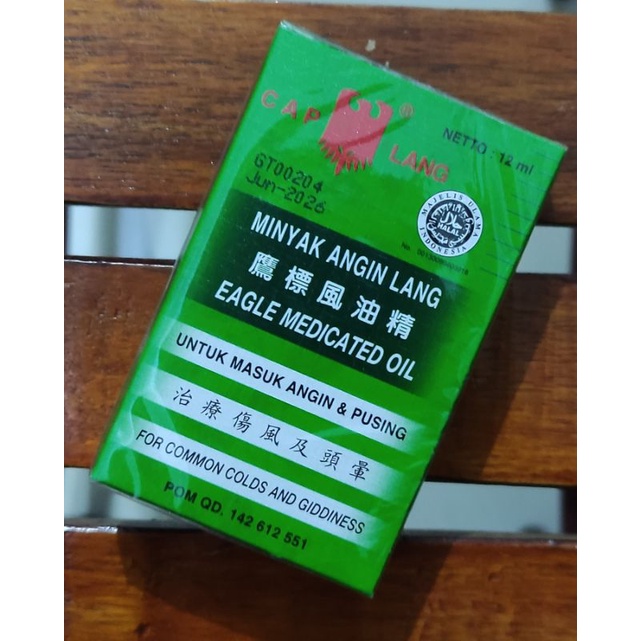 CAP LANG ®
NETTO : 12 ml
GT00204
Jun-2026
MAJELIS ULAMA INDONESIA
HALAL
MINYAK ANGIN LANG
鷹標風油精
EAGLE MEDICATED OIL
UNTUK MASUK ANGIN & PUSING
治療傷風及頭暈
FOR COMMON COLDS AND GIDDINESS
POM QD. 142 612 551